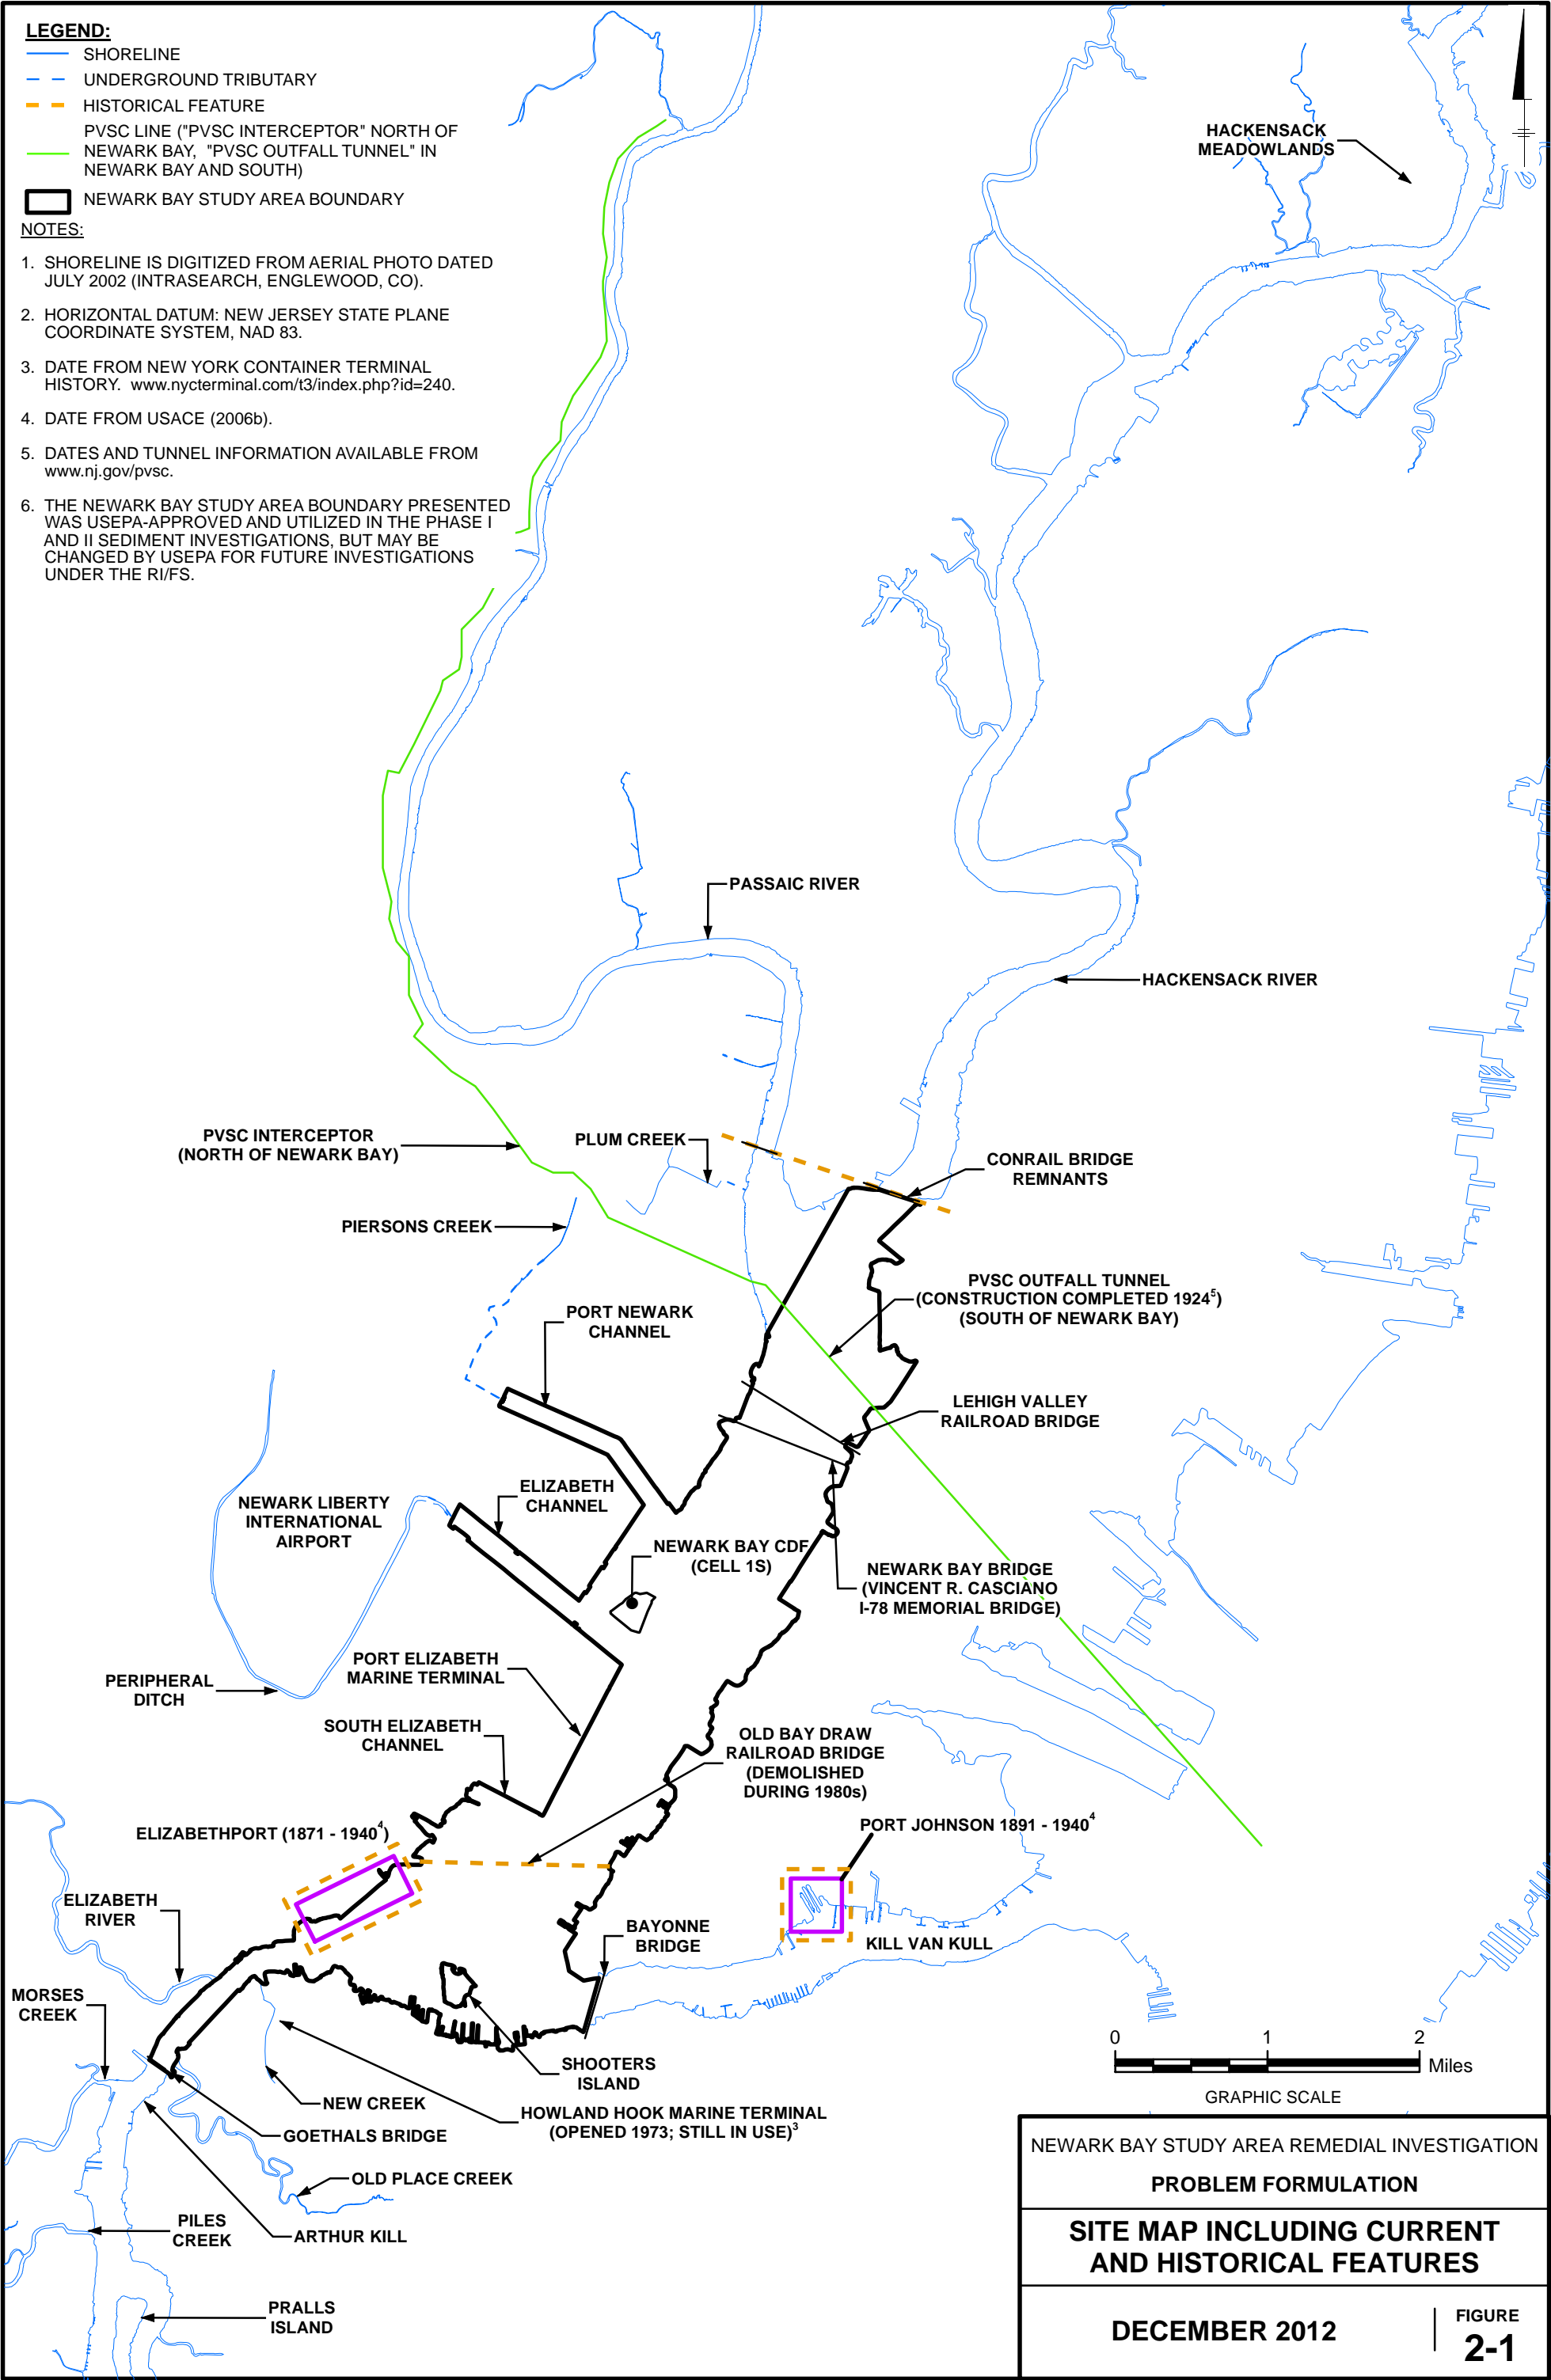 LEGEND:
SHORELINE
UNDERGROUND TRIBUTARY
HISTORICAL FEATURE
PVSC LINE ("PVSC INTERCEPTOR" NORTH OF
NEWARK BAY, "PVSC OUTFALL TUNNEL" IN
NEWARK BAY AND SOUTH)
NEWARK BAY STUDY AREA BOUNDARY
NOTES:
1. SHORELINE IS DIGITIZED FROM AERIAL PHOTO DATED
JULY 2002 (INTRASEARCH, ENGLEWOOD, CO).
2. HORIZONTAL DATUM: NEW JERSEY STATE PLANE
COORDINATE SYSTEM, NAD 83.
3. DATE FROM NEW YORK CONTAINER TERMINAL
HISTORY. www.nycterminal.com/t3/index.php?id=240.
4. DATE FROM USACE (2006b).
5. DATES AND TUNNEL INFORMATION AVAILABLE FROM
www.nj.gov/pvsc.
6. THE NEWARK BAY STUDY AREA BOUNDARY PRESENTED
WAS USEPA-APPROVED AND UTILIZED IN THE PHASE I
AND II SEDIMENT INVESTIGATIONS, BUT MAY BE
CHANGED BY USEPA FOR FUTURE INVESTIGATIONS
UNDER THE RI/FS.
HACKENSACK
MEADOWLANDS
PASSAIC RIVER
HACKENSACK RIVER
PVSC INTERCEPTOR
(NORTH OF NEWARK BAY)
PLUM CREEK
CONRAIL BRIDGE
REMNANTS
PIERSONS CREEK
PVSC OUTFALL TUNNEL
(CONSTRUCTION COMPLETED 1924⁵)
(SOUTH OF NEWARK BAY)
PORT NEWARK
CHANNEL
LEHIGH VALLEY
RAILROAD BRIDGE
ELIZABETH
CHANNEL
NEWARK LIBERTY
INTERNATIONAL
AIRPORT
NEWARK BAY CDF
(CELL 1S)
NEWARK BAY BRIDGE
(VINCENT R. CASCIANO
I-78 MEMORIAL BRIDGE)
PERIPHERAL
DITCH
PORT ELIZABETH
MARINE TERMINAL
SOUTH ELIZABETH
CHANNEL
OLD BAY DRAW
RAILROAD BRIDGE
(DEMOLISHED
DURING 1980s)
ELIZABETHPORT (1871 - 1940⁴)
PORT JOHNSON 1891 - 1940⁴
ELIZABETH
RIVER
BAYONNE
BRIDGE
KILL VAN KULL
MORSES
CREEK
SHOOTERS
ISLAND
NEW CREEK
HOWLAND HOOK MARINE TERMINAL
(OPENED 1973; STILL IN USE)³
GOETHALS BRIDGE
OLD PLACE CREEK
PILES
CREEK
ARTHUR KILL
PRALLS
ISLAND
0 1 2
Miles
GRAPHIC SCALE
NEWARK BAY STUDY AREA REMEDIAL INVESTIGATION
PROBLEM FORMULATION
SITE MAP INCLUDING CURRENT
AND HISTORICAL FEATURES
DECEMBER 2012
FIGURE
2-1